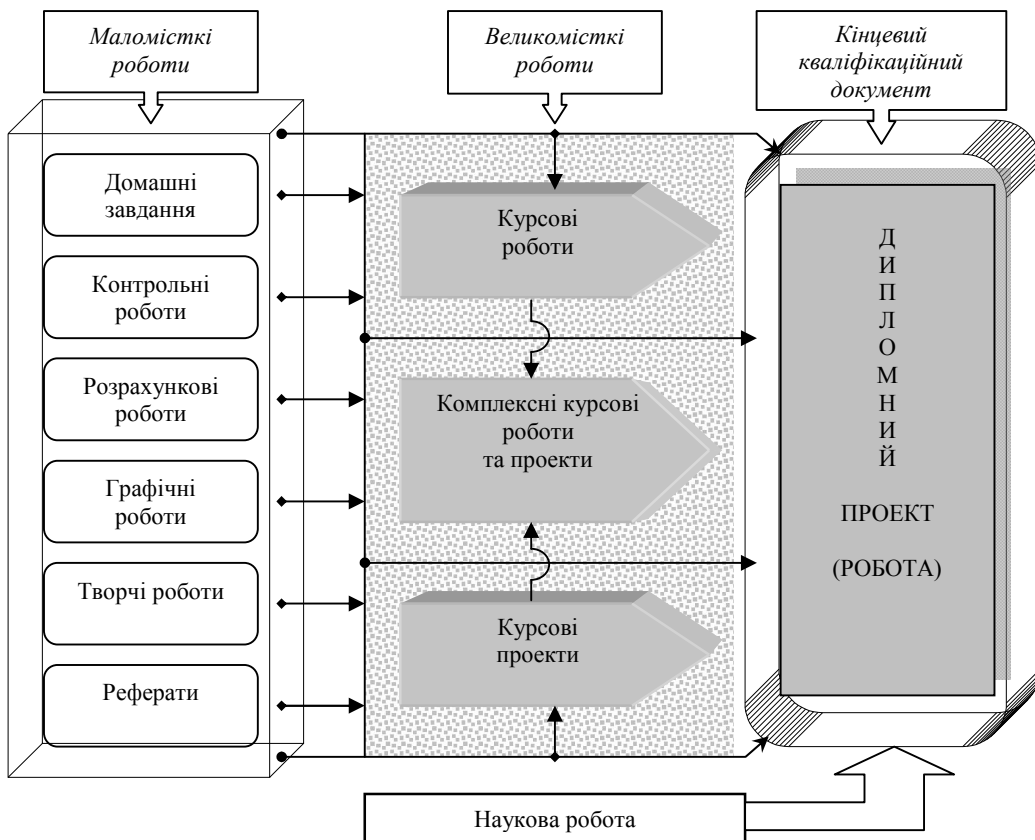 Маломісткі
роботи
Великомісткі
роботи
Кінцевий
кваліфікаційний
документ
Домашні
завдання
Контрольні
роботи
Розрахункові
роботи
Графічні
роботи
Творчі роботи
Реферати
Курсові
роботи
Комплексні курсові
роботи
та проекти
Курсові
проекти
Д
И
П
Л
О
М
Н
И
Й
ПРОЕКТ
(РОБОТА)
Наукова робота